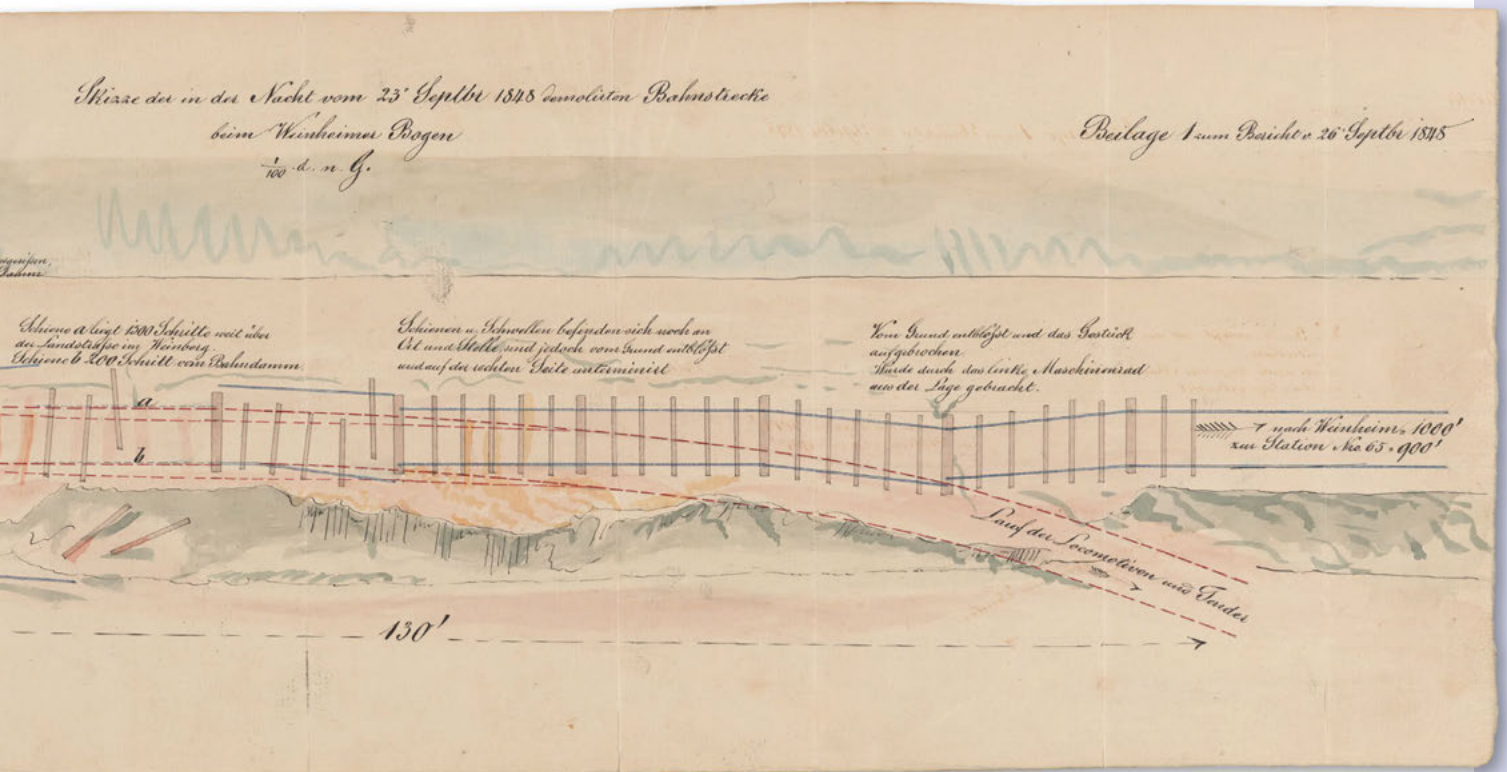 Skizze der in der Nacht vom 23' Septbr 1848 demolirten Bahnstrecke
beim Weinheimer Bogen
1/100 d. n. G.
Beilage 1 zum Bericht v. 26' Septbr 1848
Schiene a liegt 1300 Schritte weit über
der Landstraße im Weinberg.
Schiene b 200 Schritt vom Bahndamm.
Schienen u. Schwellen befinden sich noch an
Ort und Stelle, sind jedoch vom Grund entblößt
und auf der rechten Seite unterminirt
Vom Grund entblößt und das Gestück
aufgebrochen.
Wurde durch das linke Maschinenrad
aus der Lage gebracht.
a
b
nach Weinheim = 1000'
zur Station Nro 65 = 900'
Lauf der Locomotiven und Tender
130'